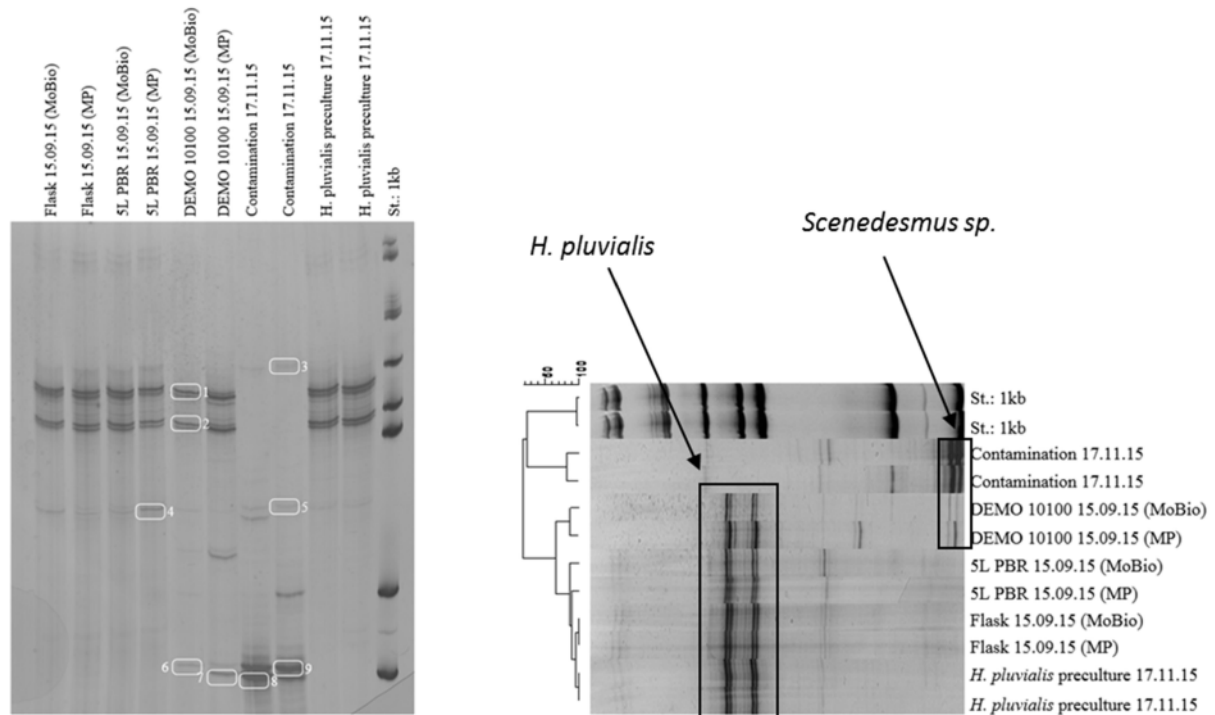 Flask 15.09.15 (MoBio)
Flask 15.09.15 (MP)
5L PBR 15.09.15 (MoBio)
5L PBR 15.09.15 (MP)
DEMO 10100 15.09.15 (MoBio)
DEMO 10100 15.09.15 (MP)
Contamination 17.11.15
Contamination 17.11.15
H. pluvialis preculture 17.11.15
H. pluvialis preculture 17.11.15
St.: 1kb
1
2
3
4
5
6
7
8
9
H. pluvialis
Scenedesmus sp.
60
100
St.: 1kb
St.: 1kb
Contamination 17.11.15
Contamination 17.11.15
DEMO 10100 15.09.15 (MoBio)
DEMO 10100 15.09.15 (MP)
5L PBR 15.09.15 (MoBio)
5L PBR 15.09.15 (MP)
Flask 15.09.15 (MoBio)
Flask 15.09.15 (MP)
H. pluvialis preculture 17.11.15
H. pluvialis preculture 17.11.15